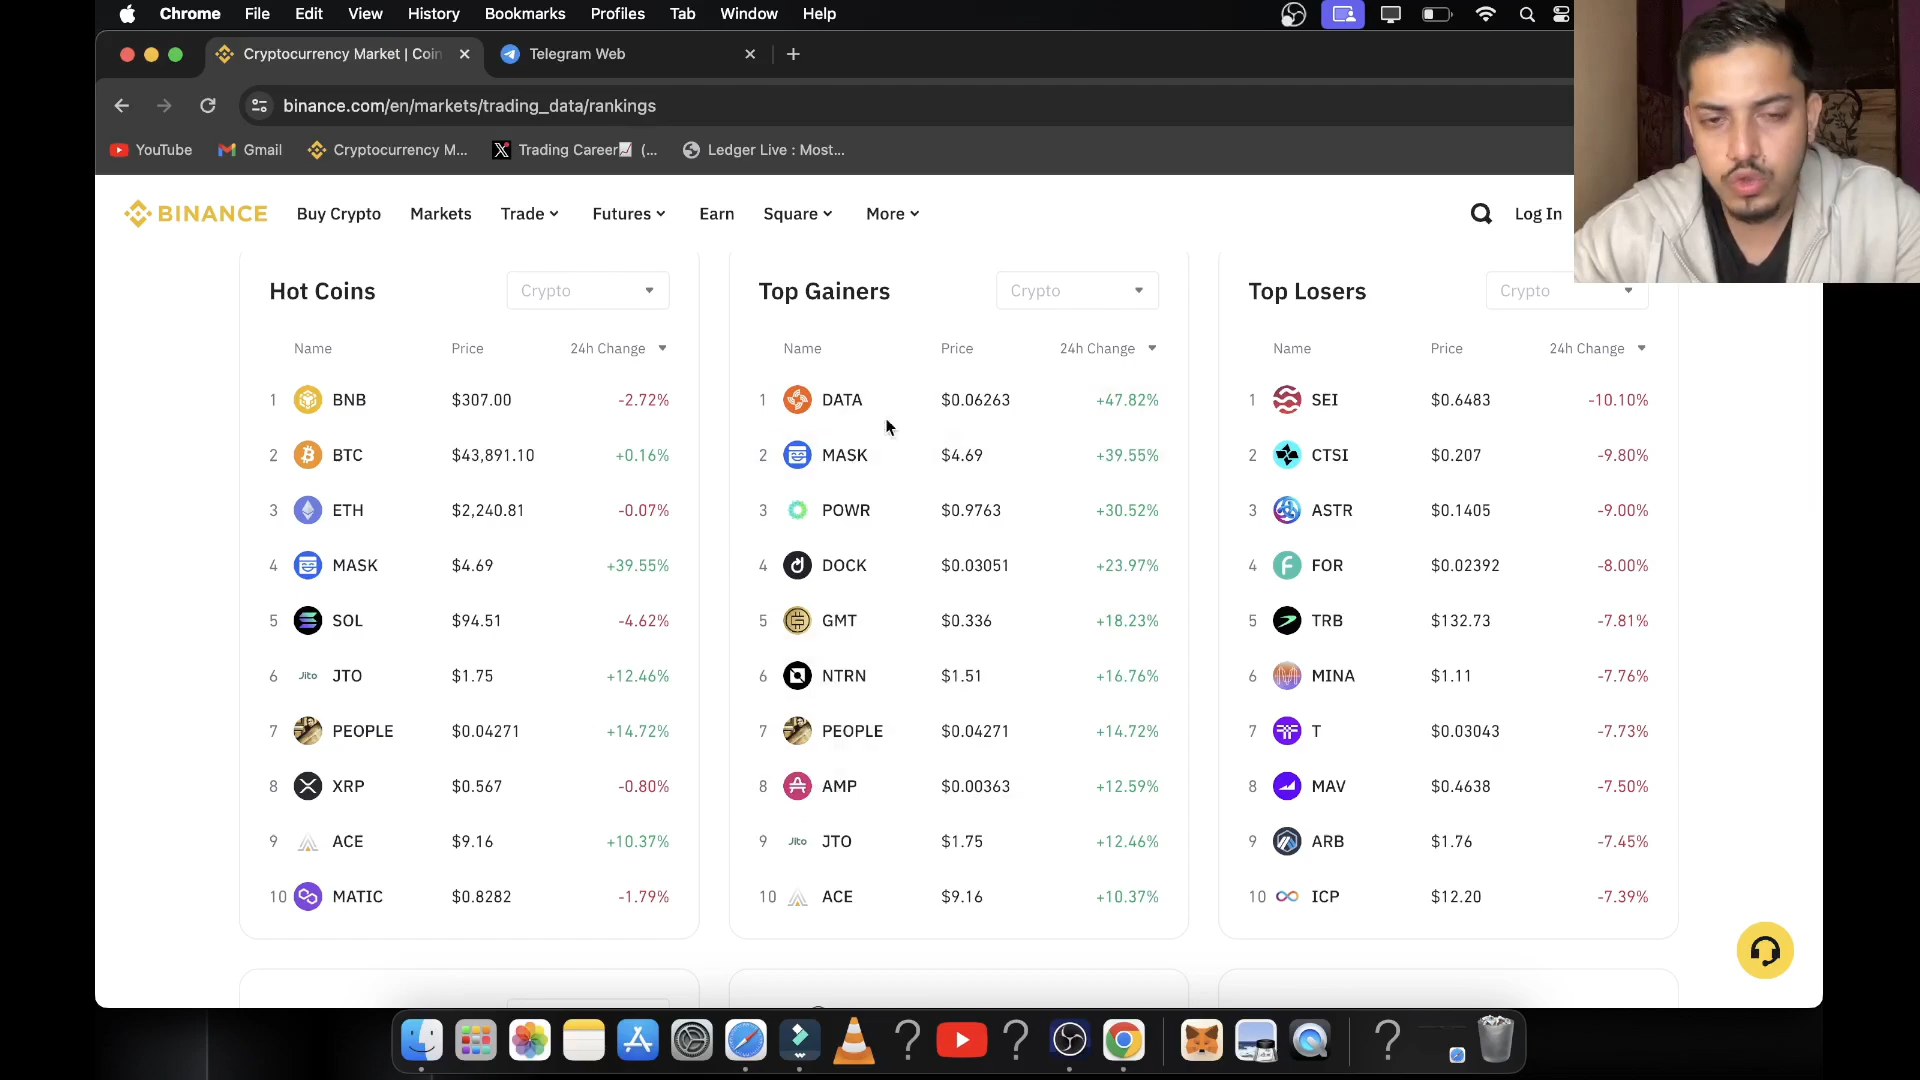 Chrome File Edit View History Bookmarks Profiles Tab Window Help
Cryptocurrency Market | Coin
Telegram Web
binance.com/en/markets/trading_data/rankings
YouTube Gmail Cryptocurrency M... Trading Career📈 (... Ledger Live : Most...
BINANCE Buy Crypto Markets Trade Futures Earn Square More Log In
Hot Coins Crypto
Name Price 24h Change
1 BNB $307.00 -2.72%
2 BTC $43,891.10 +0.16%
3 ETH $2,240.81 -0.07%
4 MASK $4.69 +39.55%
5 SOL $94.51 -4.62%
6 Jito JTO $1.75 +12.46%
7 PEOPLE $0.04271 +14.72%
8 XRP $0.567 -0.80%
9 ACE $9.16 +10.37%
10 MATIC $0.8282 -1.79%
Top Gainers Crypto
Name Price 24h Change
1 DATA $0.06263 +47.82%
2 MASK $4.69 +39.55%
3 POWR $0.9763 +30.52%
4 DOCK $0.03051 +23.97%
5 GMT $0.336 +18.23%
6 NTRN $1.51 +16.76%
7 PEOPLE $0.04271 +14.72%
8 AMP $0.00363 +12.59%
9 Jito JTO $1.75 +12.46%
10 ACE $9.16 +10.37%
Top Losers Crypto
Name Price 24h Change
1 SEI $0.6483 -10.10%
2 CTSI $0.207 -9.80%
3 ASTR $0.1405 -9.00%
4 FOR $0.02392 -8.00%
5 TRB $132.73 -7.81%
6 MINA $1.11 -7.76%
7 T $0.03043 -7.73%
8 MAV $0.4638 -7.50%
9 ARB $1.76 -7.45%
10 ICP $12.20 -7.39%